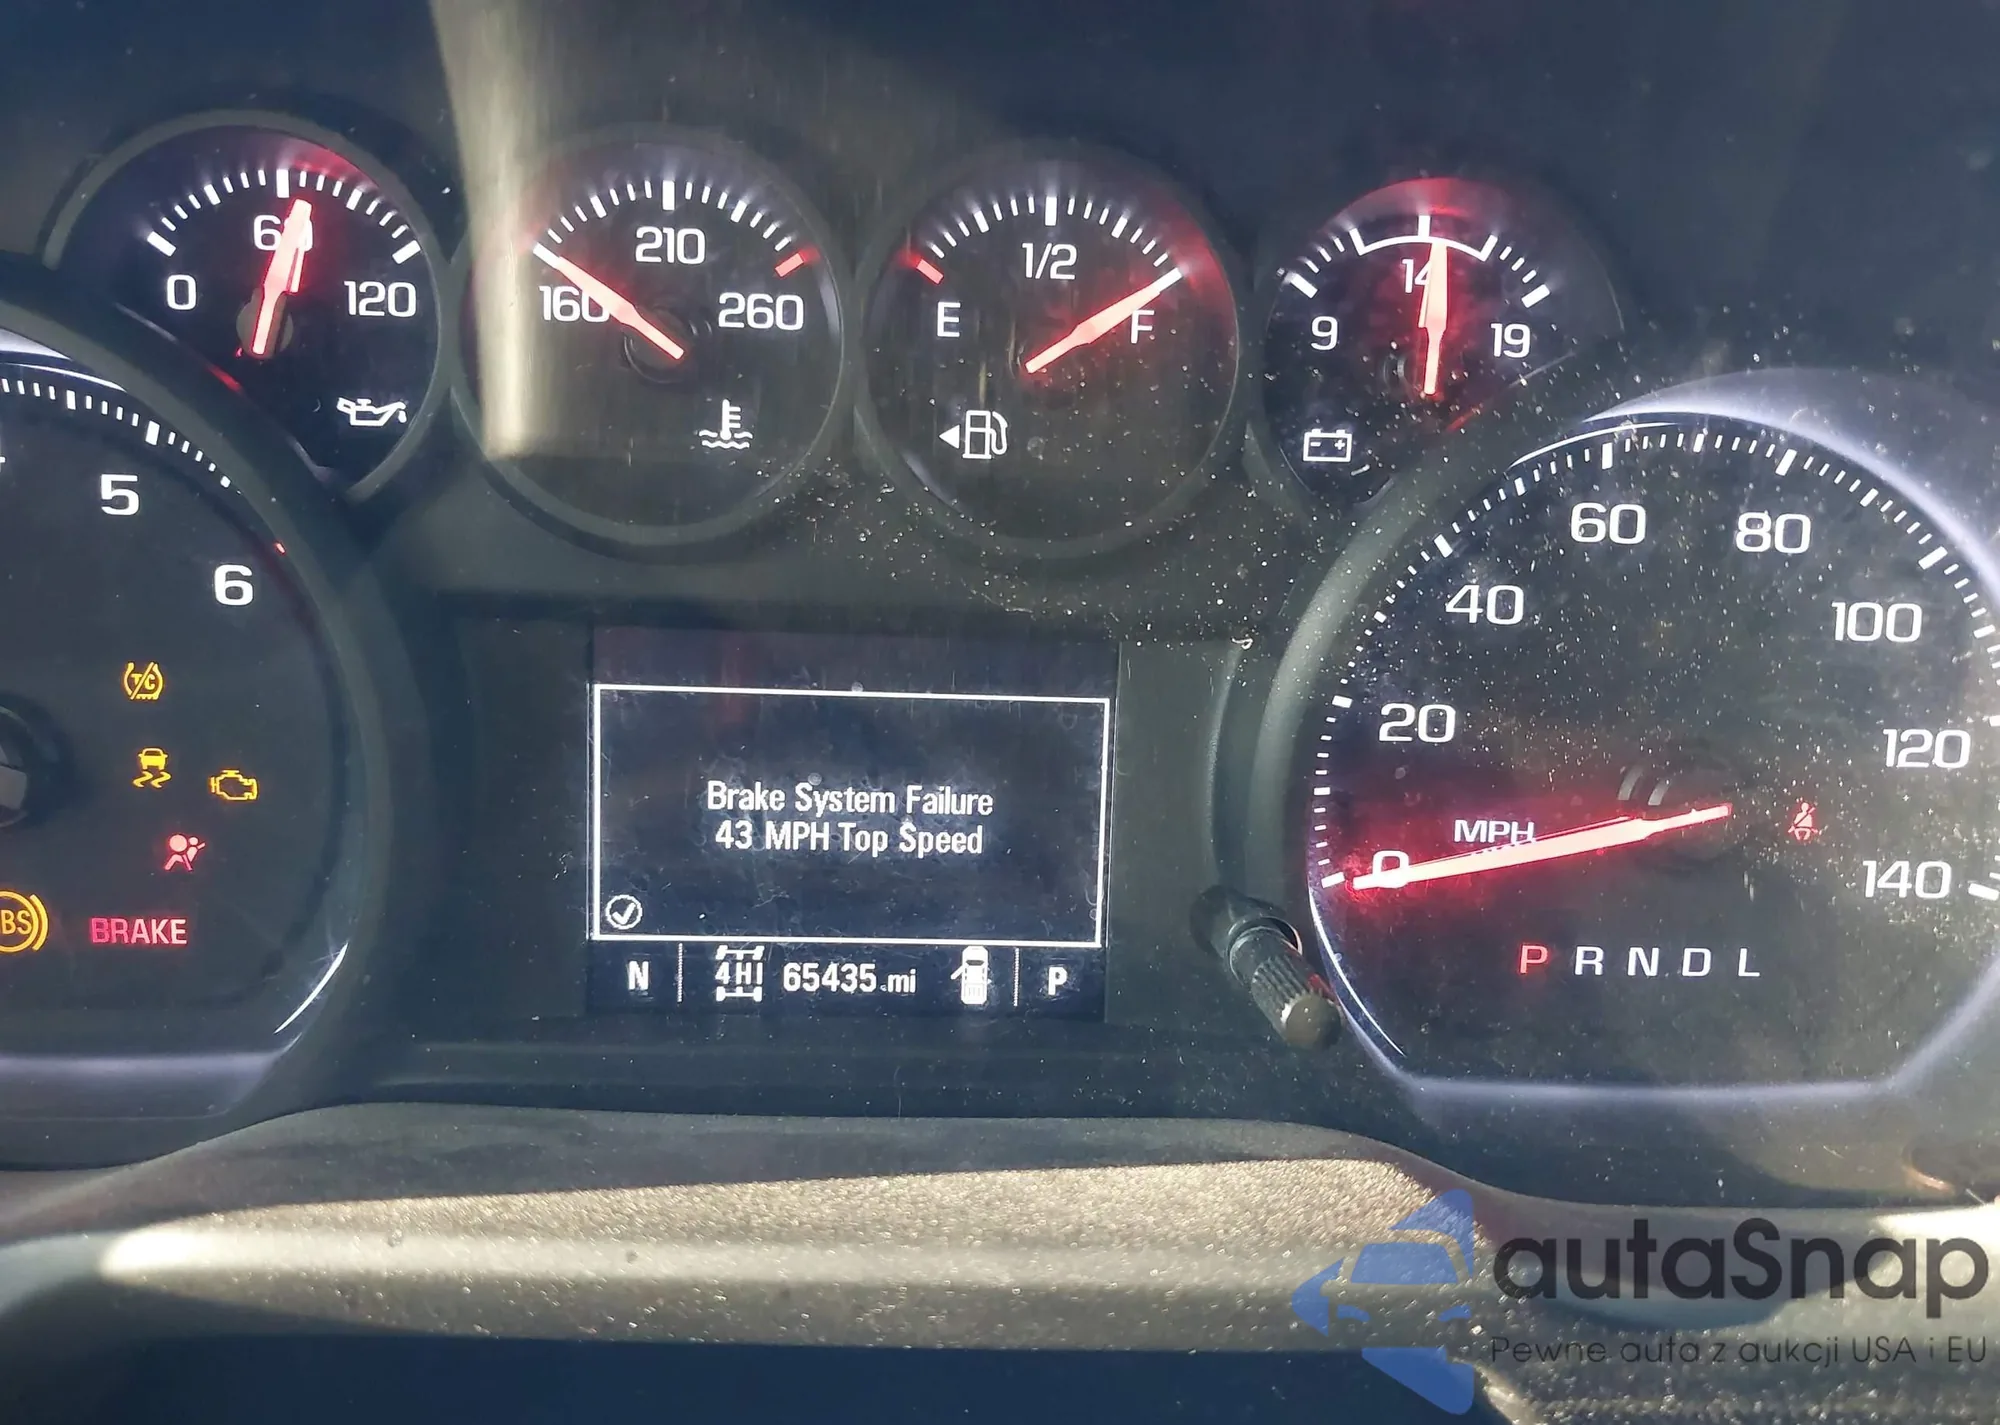 60
0
120
210
160
260
1/2
E
F
14
9
19
5
6
60
80
40
100
20
120
MPH
0
140
T/C
BS
BRAKE
Brake System Failure
43 MPH Top Speed
N
4HI
65435 mi
P
P R N D L
autaSnap
Pewne auta z aukcji USA i EU